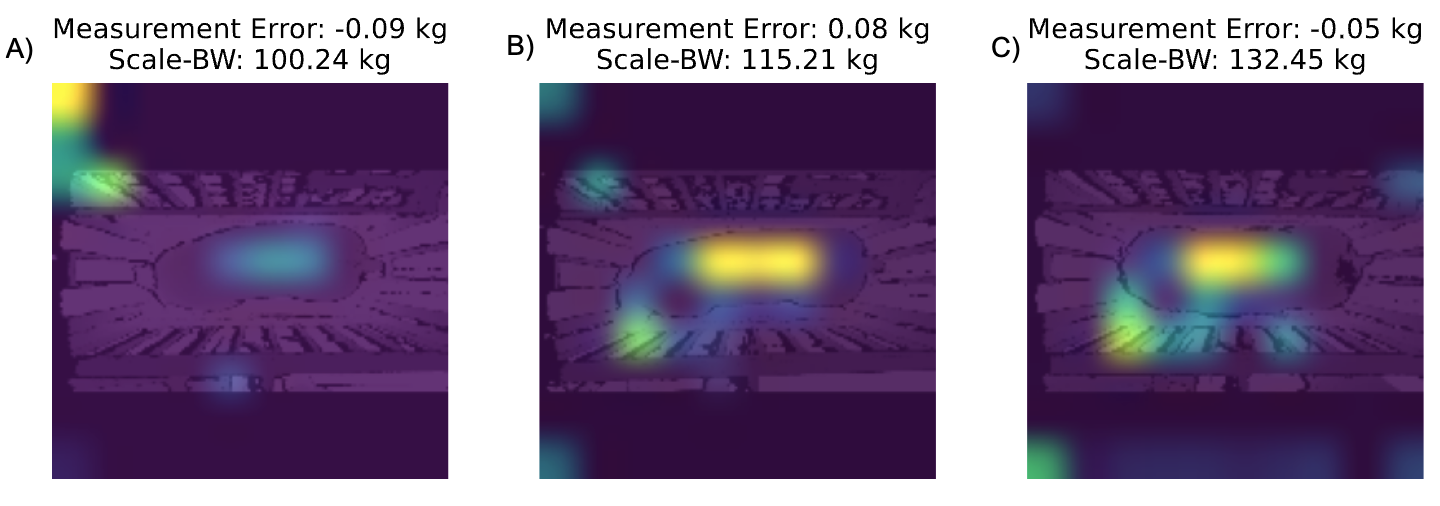 A)
Measurement Error: -0.09 kg
Scale-BW: 100.24 kg
B)
Measurement Error: 0.08 kg
Scale-BW: 115.21 kg
C)
Measurement Error: -0.05 kg
Scale-BW: 132.45 kg